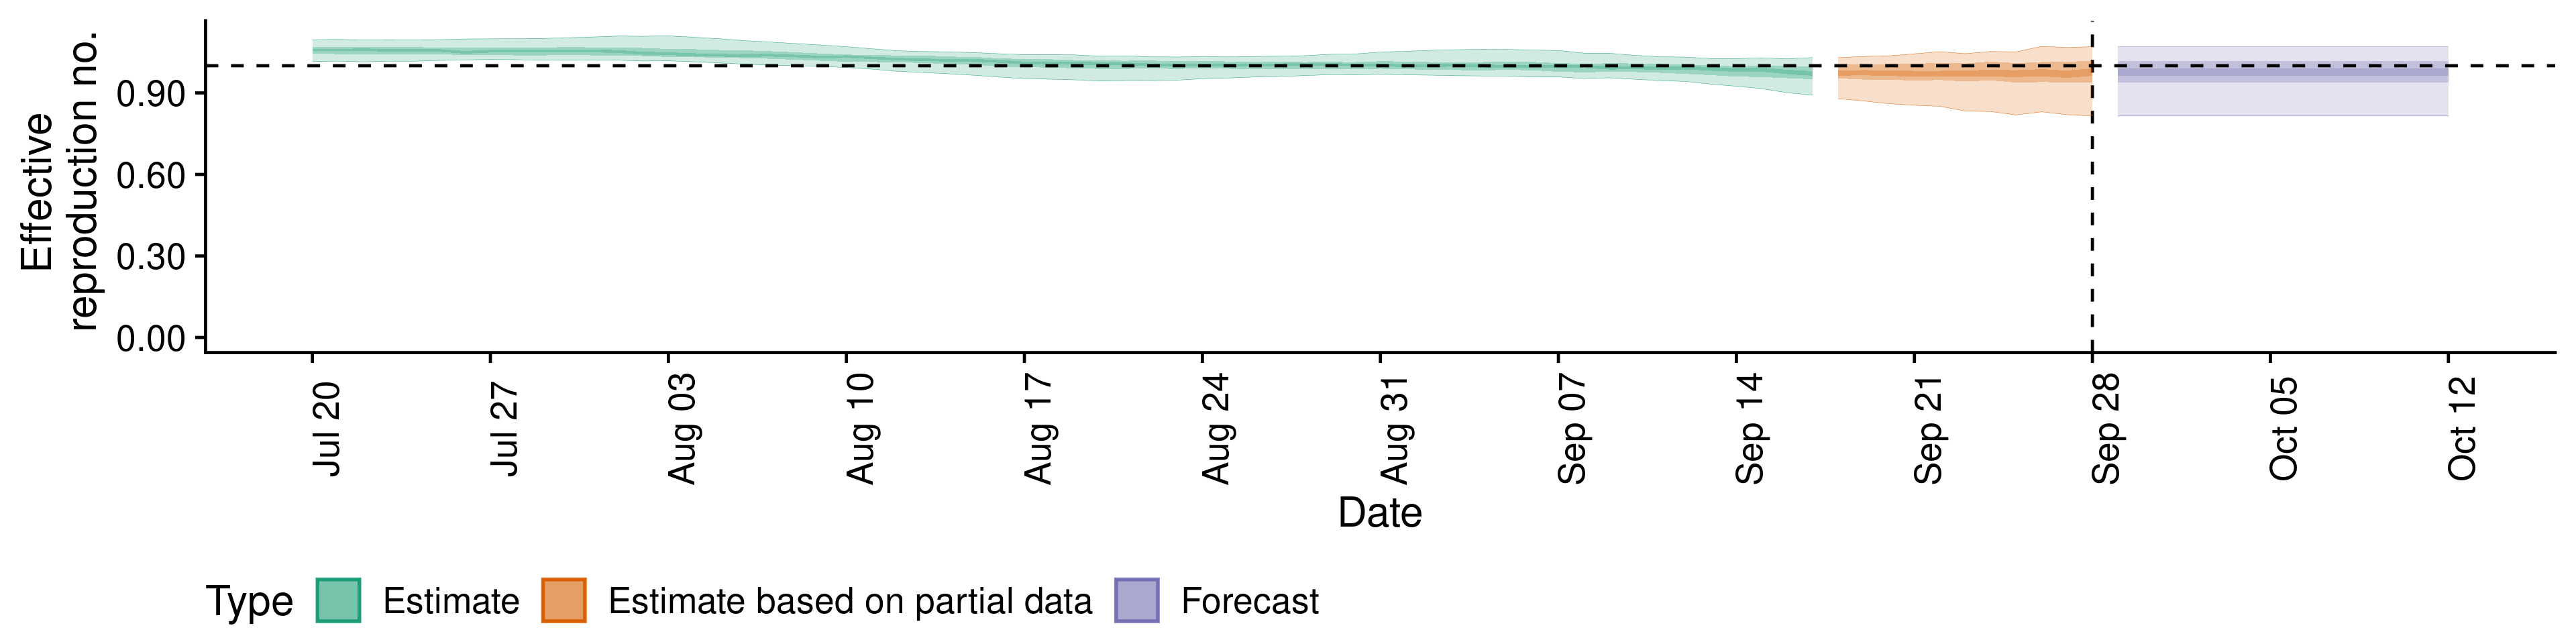 Effective
reproduction no.
0.90
0.60
0.30
0.00
Jul 20
Jul 27
Aug 03
Aug 10
Aug 17
Aug 24
Aug 31
Sep 07
Sep 14
Sep 21
Sep 28
Oct 05
Oct 12
Date
Type Estimate Estimate based on partial data Forecast